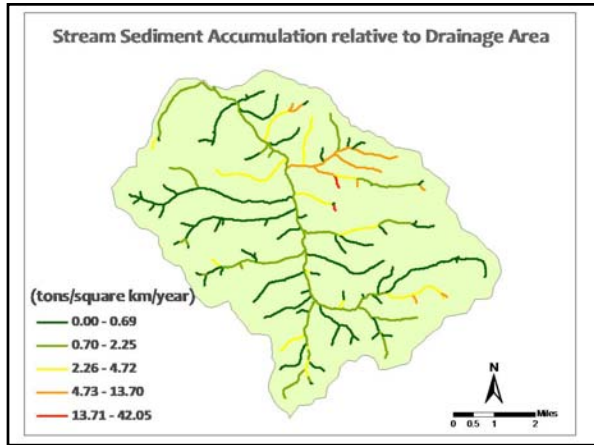 Stream Sediment Accumulation relative to Drainage Area
(tons/square km/year)
0.00 - 0.69
0.70 - 2.25
2.26 - 4.72
4.73 - 13.70
13.71 - 42.05
N
Miles
0 0.5 1 2